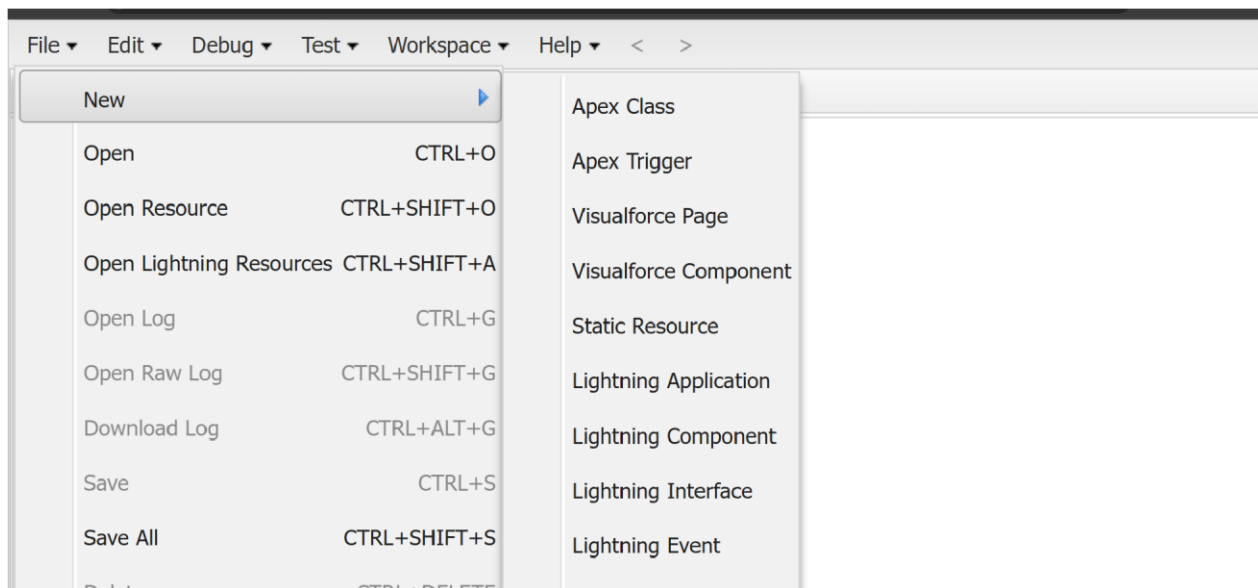 File Edit Debug Test Workspace Help < >
New
Open CTRL+O
Open Resource CTRL+SHIFT+O
Open Lightning Resources CTRL+SHIFT+A
Open Log CTRL+G
Open Raw Log CTRL+SHIFT+G
Download Log CTRL+ALT+G
Save CTRL+S
Save All CTRL+SHIFT+S
CTRL+DELETE
Apex Class
Apex Trigger
Visualforce Page
Visualforce Component
Static Resource
Lightning Application
Lightning Component
Lightning Interface
Lightning Event